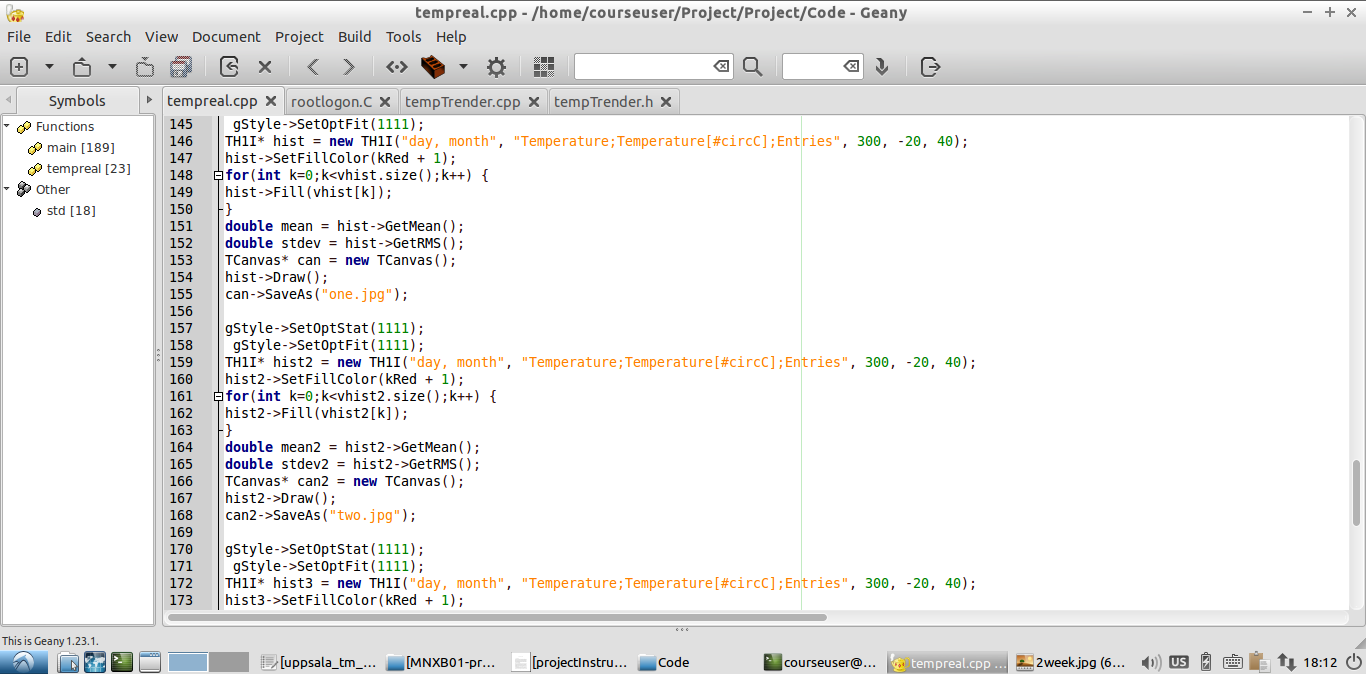 tempreal.cpp - /home/courseuser/Project/Project/Code - Geany
File Edit Search View Document Project Build Tools Help
Symbols
tempreal.cpp rootlogon.C tempTrender.cpp tempTrender.h
Functions
main [189]
tempreal [23]
Other
std [18]
145 gStyle->SetOptFit(1111);
146 TH1I* hist = new TH1I("day, month", "Temperature;Temperature[#circC];Entries", 300, -20, 40);
147 hist->SetFillColor(kRed + 1);
148 for(int k=0;k<vhist.size();k++) {
149 hist->Fill(vhist[k]);
150 }
151 double mean = hist->GetMean();
152 double stdev = hist->GetRMS();
153 TCanvas* can = new TCanvas();
154 hist->Draw();
155 can->SaveAs("one.jpg");
156
157 gStyle->SetOptStat(1111);
158 gStyle->SetOptFit(1111);
159 TH1I* hist2 = new TH1I("day, month", "Temperature;Temperature[#circC];Entries", 300, -20, 40);
160 hist2->SetFillColor(kRed + 1);
161 for(int k=0;k<vhist2.size();k++) {
162 hist2->Fill(vhist2[k]);
163 }
164 double mean2 = hist2->GetMean();
165 double stdev2 = hist2->GetRMS();
166 TCanvas* can2 = new TCanvas();
167 hist2->Draw();
168 can2->SaveAs("two.jpg");
169
170 gStyle->SetOptStat(1111);
171 gStyle->SetOptFit(1111);
172 TH1I* hist3 = new TH1I("day, month", "Temperature;Temperature[#circC];Entries", 300, -20, 40);
173 hist3->SetFillColor(kRed + 1);
This is Geany 1.23.1.
[uppsala_tm_... [MNXB01-pr... [projectInstru... Code courseuser@... tempreal.cpp ... 2week.jpg (6... US 18:12